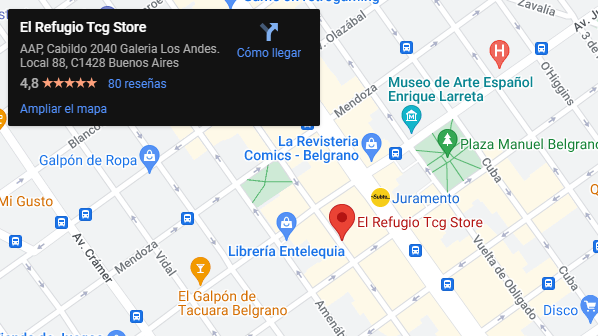 El Refugio Tcg Store
AAP, Cabildo 2040 Galeria Los Andes.
Local 88, C1428 Buenos Aires
4,8
80 reseñas
Ampliar el mapa
Cómo llegar
Olazábal
Av. Ju
H
O'Higgins
Museo de Arte Español
Enrique Larreta
Mendoza
Blanco
La Revisteria
Comics - Belgrano
Plaza Manuel Belgrano
Galpón de Ropa
Cuba
Mi Gusto
Juramento
El Refugio Tcg Store
Av. Crámer
Mendoza
Vidal
Librería Entelequia
Vuelta de Obligado
Cuba
El Galpón de
Tacuara Belgrano
Amenáb
Disco